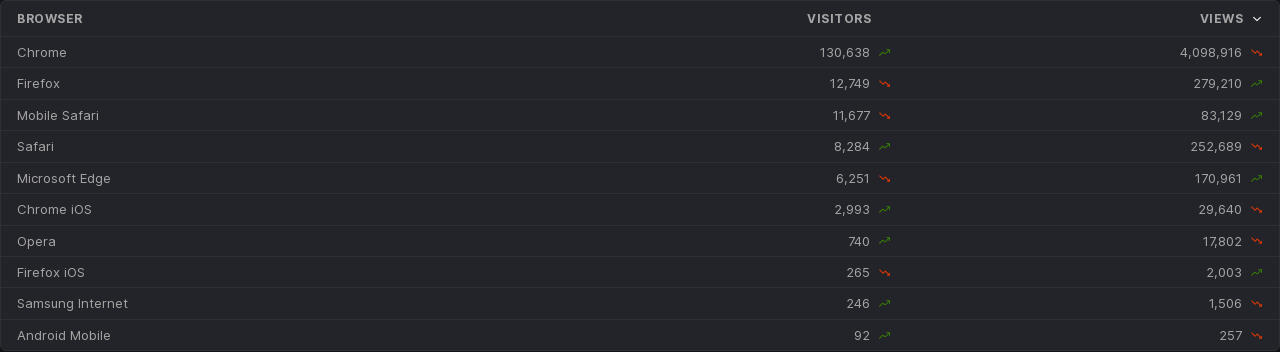 BROWSER VISITORS VIEWS
Chrome 130,638 4,098,916
Firefox 12,749 279,210
Mobile Safari 11,677 83,129
Safari 8,284 252,689
Microsoft Edge 6,251 170,961
Chrome iOS 2,993 29,640
Opera 740 17,802
Firefox iOS 265 2,003
Samsung Internet 246 1,506
Android Mobile 92 257